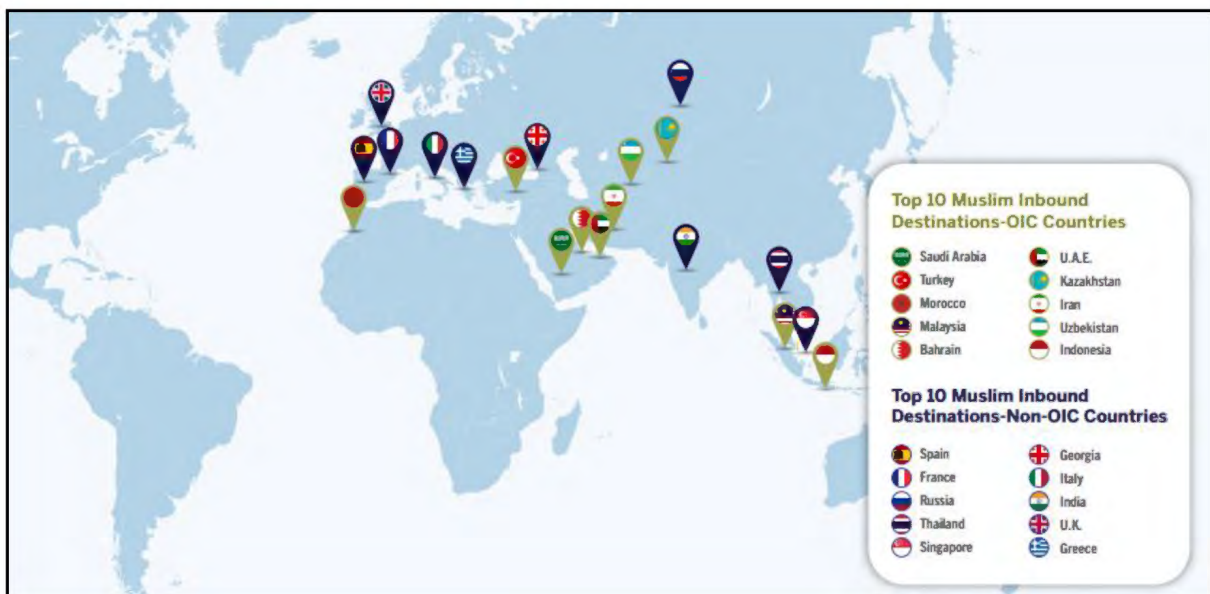 Top 10 Muslim Inbound
Destinations-OIC Countries
Saudi Arabia
Turkey
Morocco
Malaysia
Bahrain
U.A.E.
Kazakhstan
Iran
Uzbekistan
Indonesia
Top 10 Muslim Inbound
Destinations-Non-OIC Countries
Spain
France
Russia
Thailand
Singapore
Georgia
Italy
India
U.K.
Greece